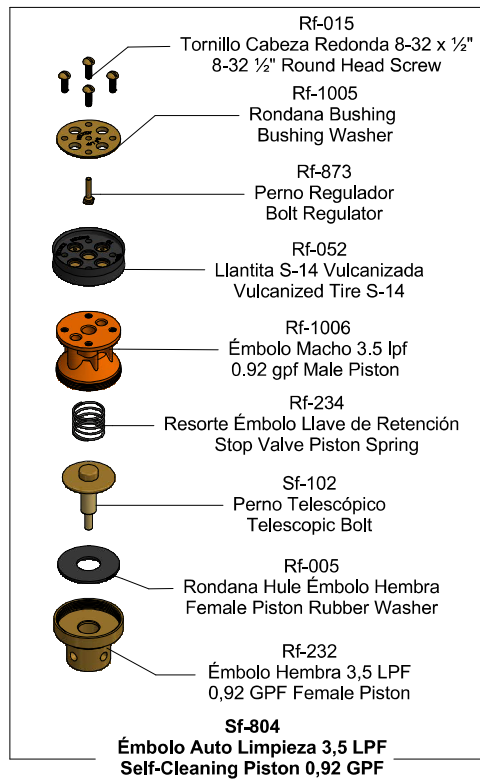 Rf-015
Tornillo Cabeza Redonda 8-32 x ½"
8-32 ½" Round Head Screw
Rf-1005
Rondana Bushing
Bushing Washer
Rf-873
Perno Regulador
Bolt Regulator
Rf-052
Llantita S-14 Vulcanizada
Vulcanized Tire S-14
Rf-1006
Émbolo Macho 3.5 lpf
0.92 gpf Male Piston
Rf-234
Resorte Émbolo Llave de Retención
Stop Valve Piston Spring
Sf-102
Perno Telescópico
Telescopic Bolt
Rf-005
Rondana Hule Émbolo Hembra
Female Piston Rubber Washer
Rf-232
Émbolo Hembra 3,5 LPF
0,92 GPF Female Piston
Sf-804
Émbolo Auto Limpieza 3,5 LPF
Self-Cleaning Piston 0,92 GPF